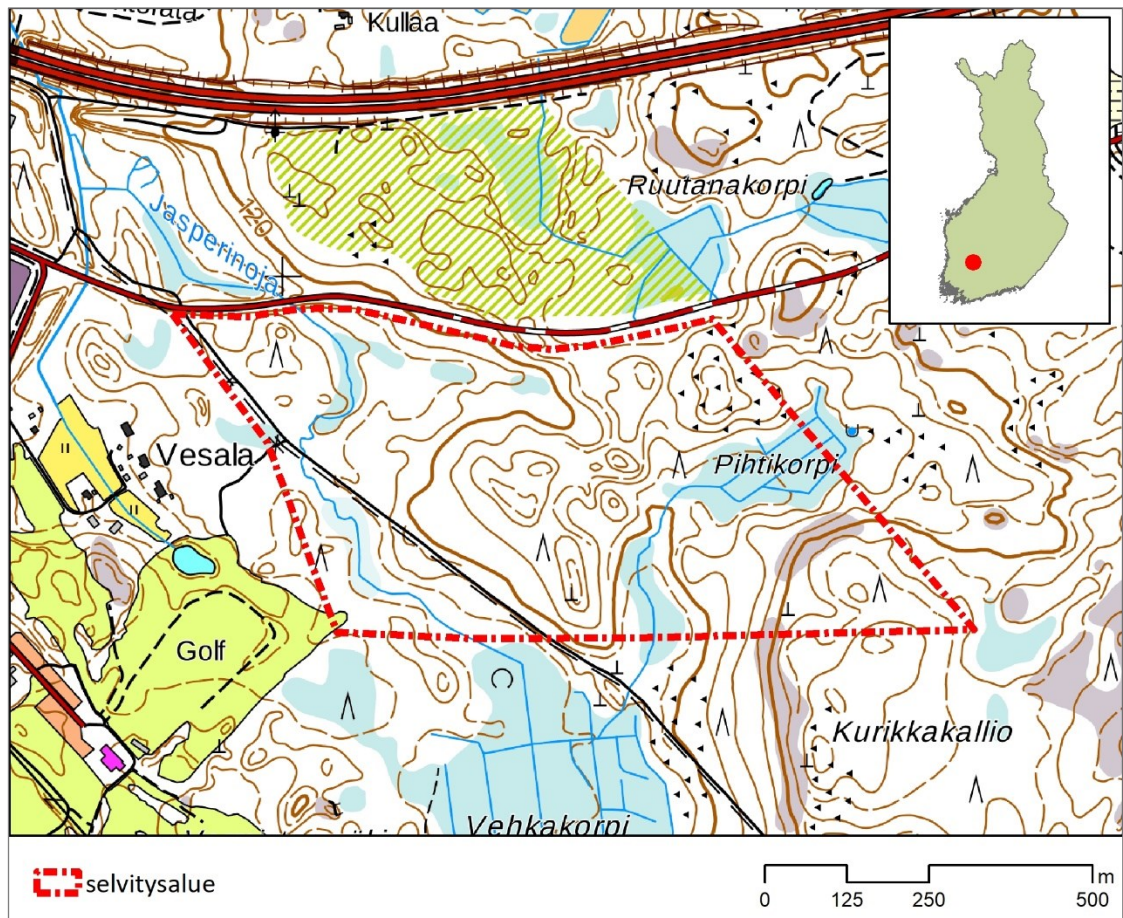 Kullaa
Ruutanakorpi
Jasperinoja
120
Vesala
Pihtikorpi
Golf
Kurikkakallio
Vehkakorpi
selvitysalue
m
0 125 250 500